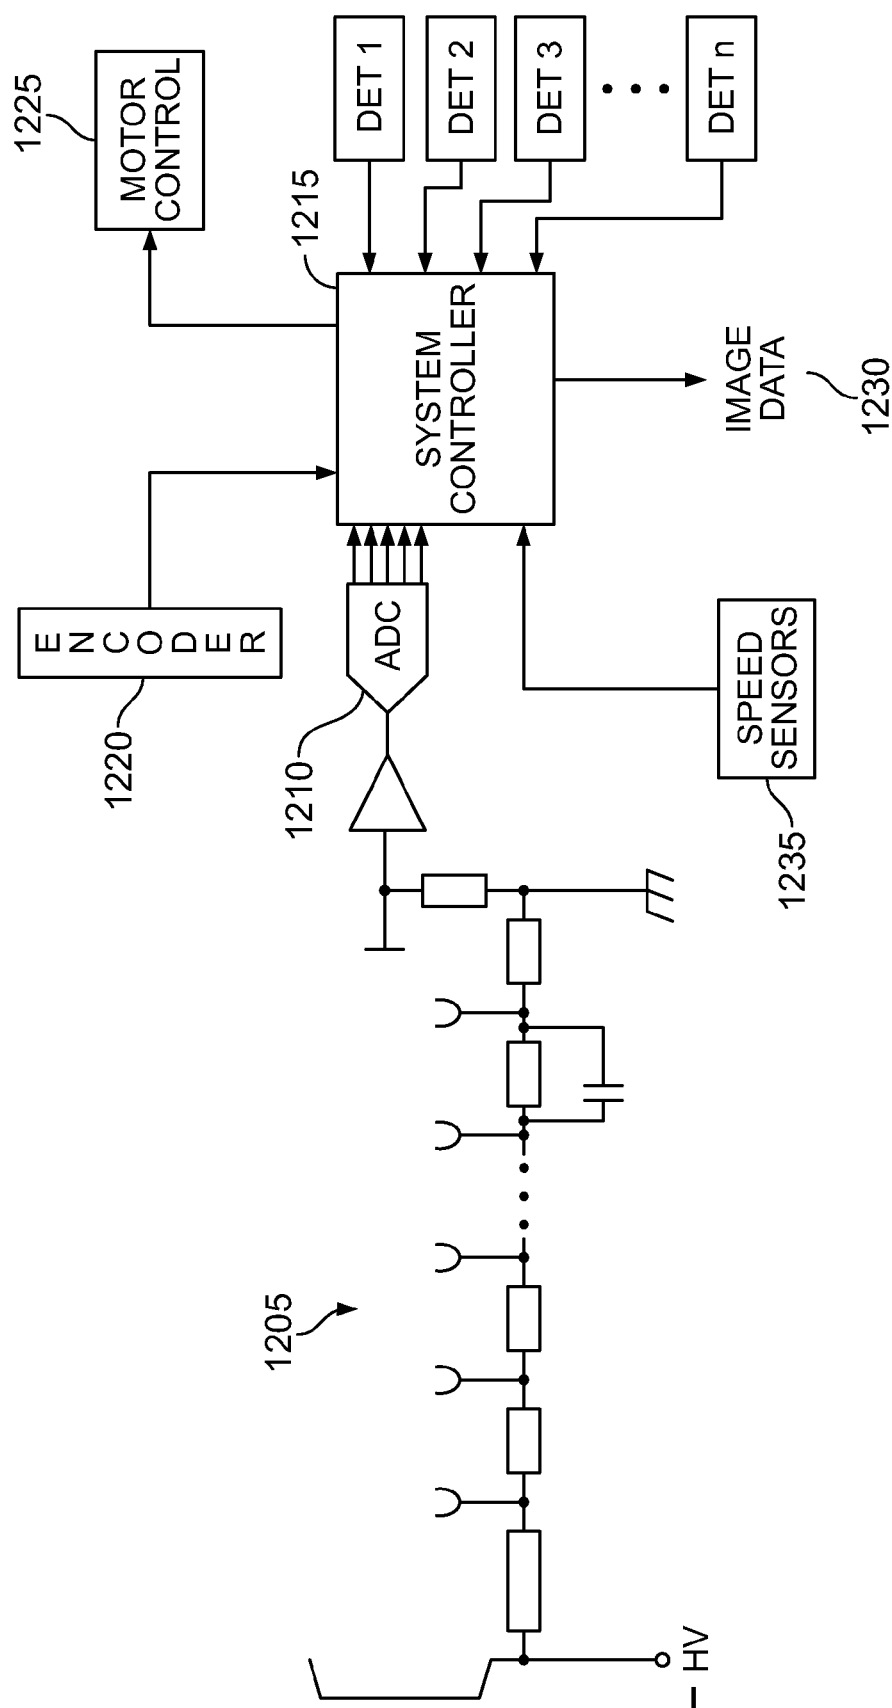 1225
MOTOR
CONTROL
DET 1
DET 2
DET 3
DET n
1215
SYSTEM
CONTROLLER
IMAGE
DATA
1230
ENCODER
1220
ADC
1210
SPEED
SENSORS
1235
1205
– HV